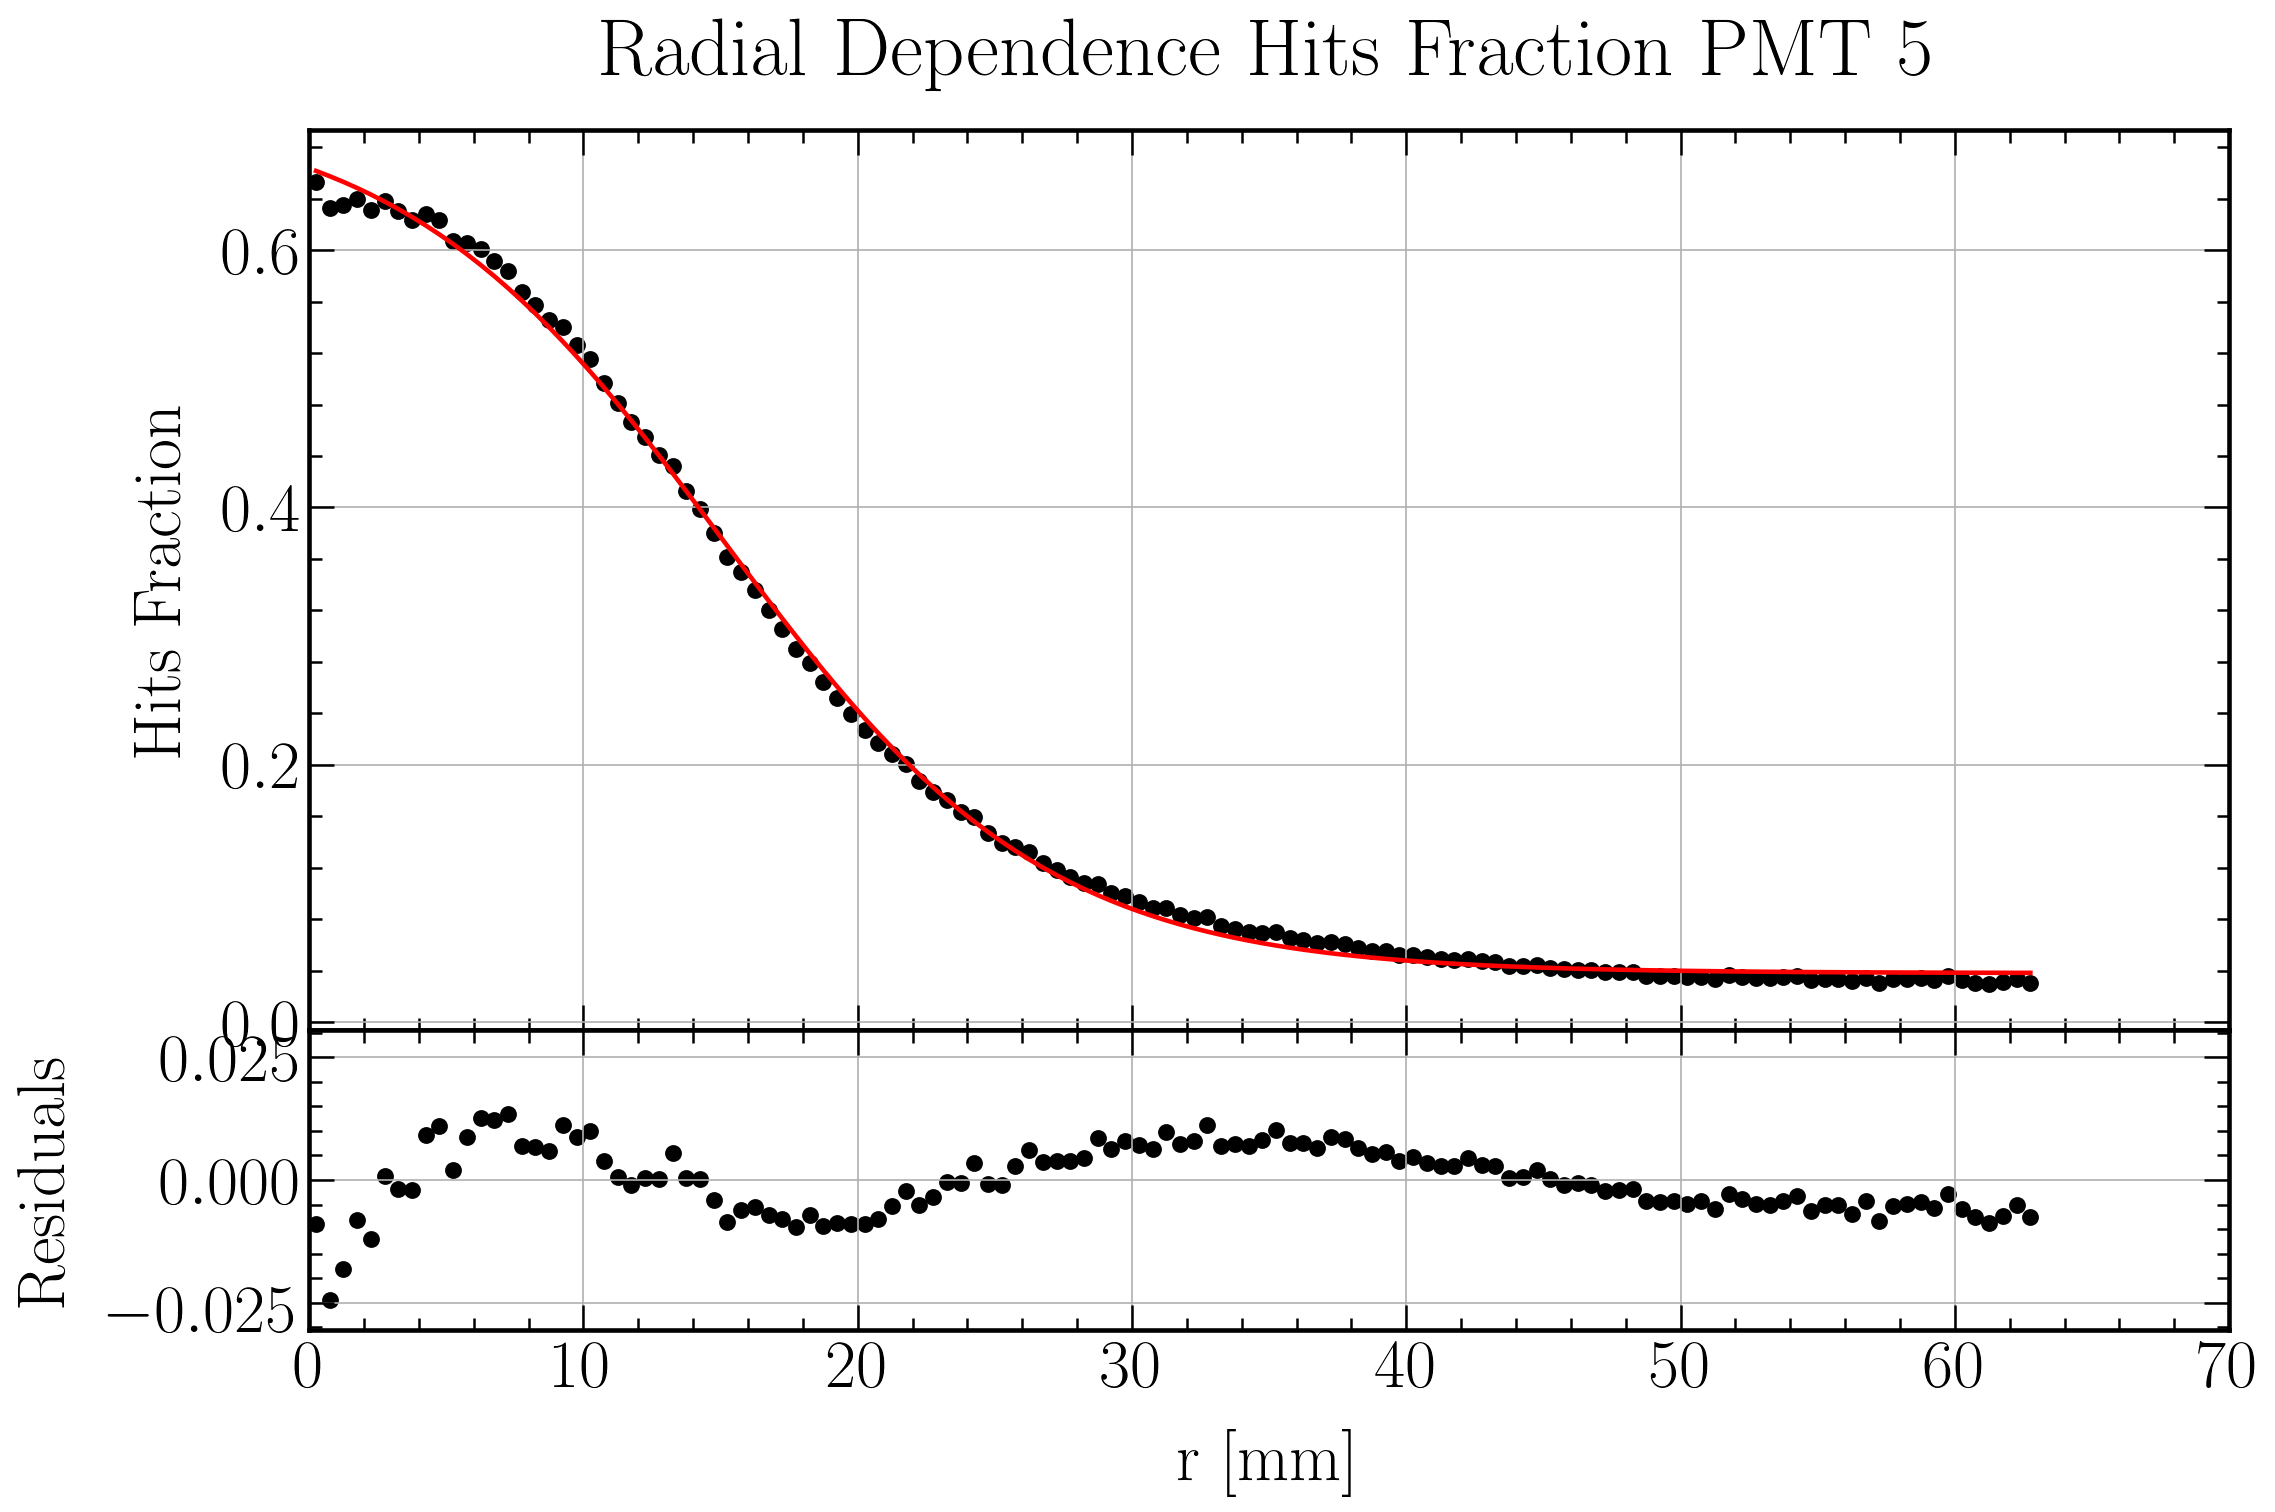 Radial Dependence Hits Fraction PMT 5
Hits Fraction
0.6
0.4
0.2
0.0
Residuals
0.025
0.000
−0.025
0 10 20 30 40 50 60 70
r [mm]